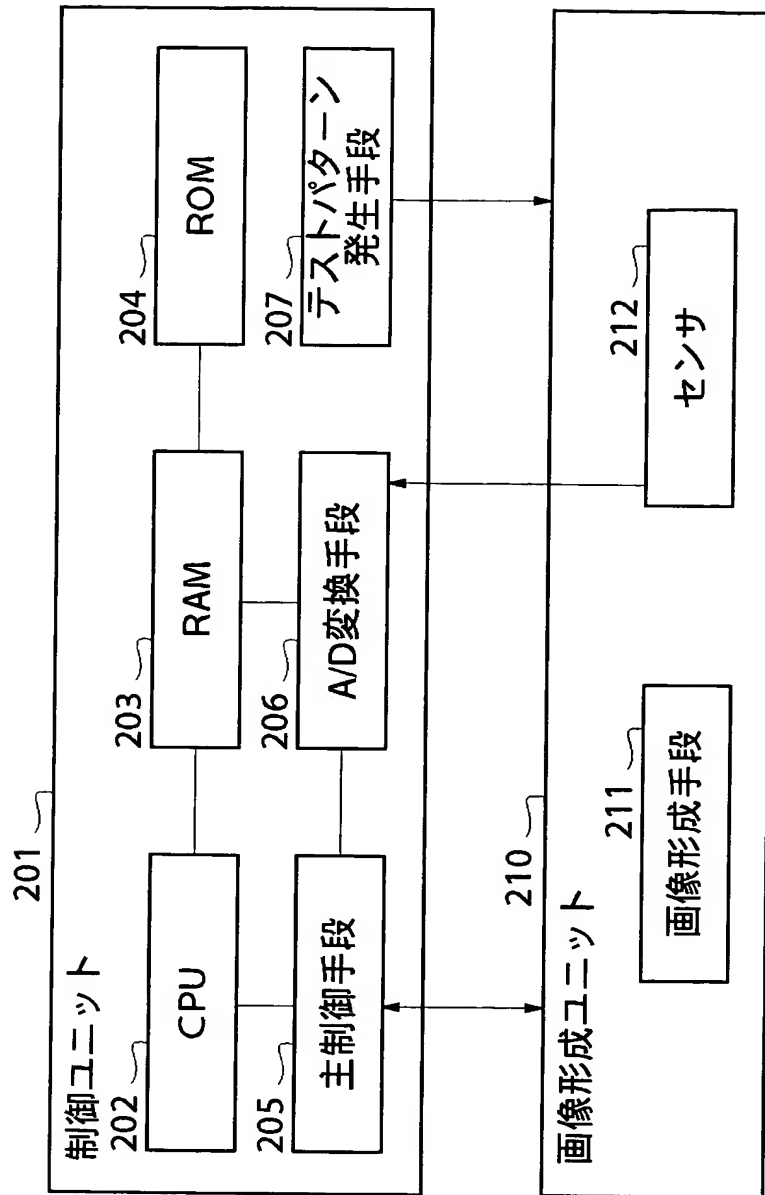 201
制御ユニット
202
CPU
203
RAM
204
ROM
205
主制御手段
206
A/D変換手段
207
テストパターン
発生手段
210
画像形成ユニット
211
画像形成手段
212
センサ